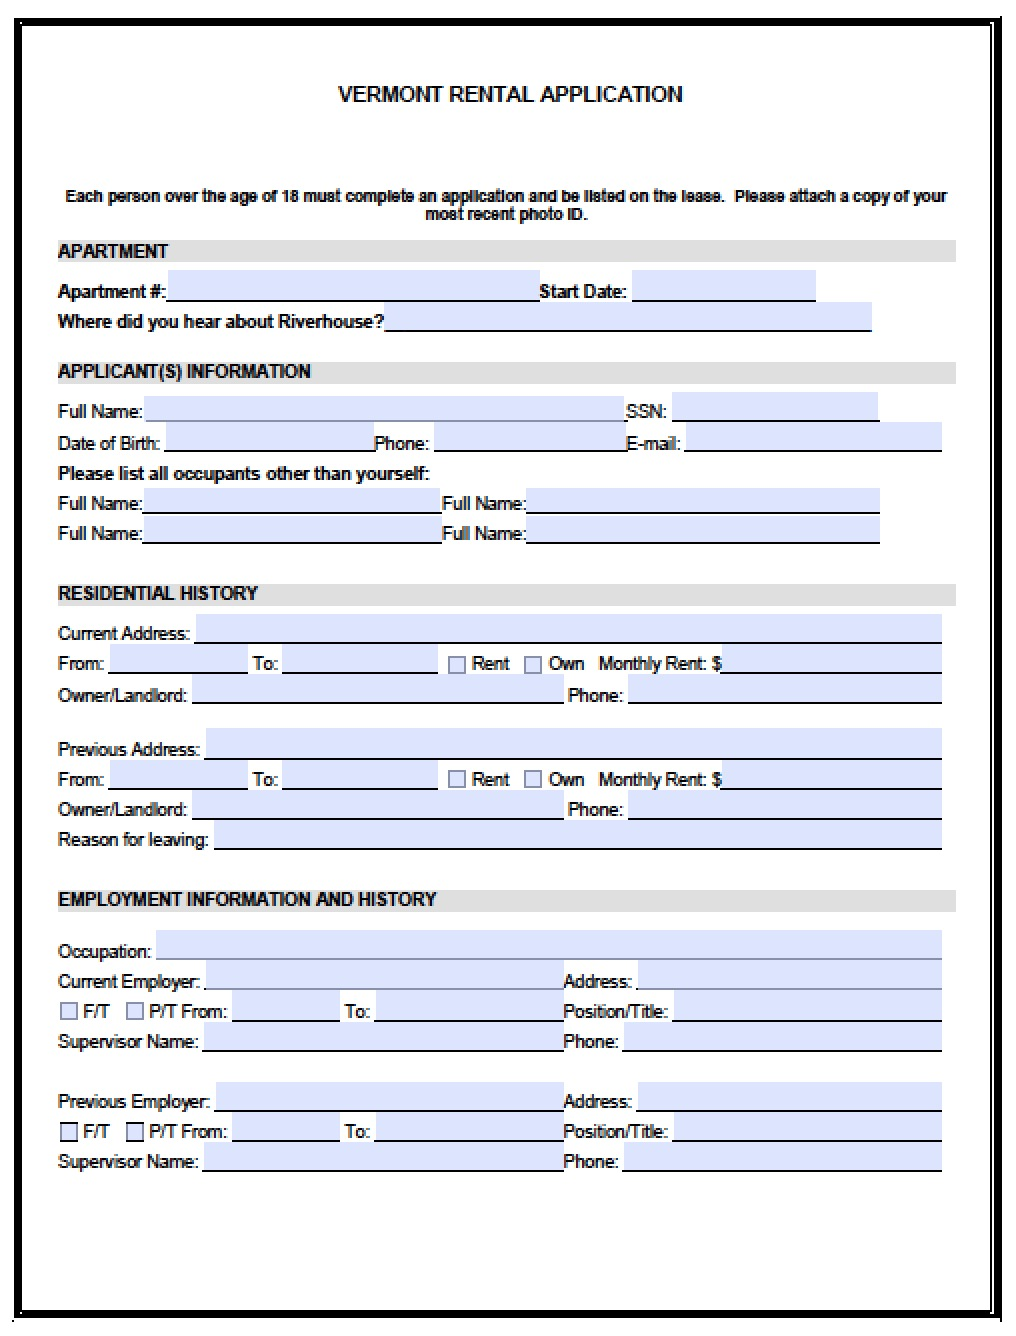 VERMONT RENTAL APPLICATION
Each person over the age of 18 must complete an application and be listed on the lease. Please attach a copy of your
most recent photo ID.
APARTMENT
Apartment #: Start Date:
Where did you hear about Riverhouse?
APPLICANT(S) INFORMATION
Full Name: SSN:
Date of Birth: Phone: E-mail:
Please list all occupants other than yourself:
Full Name: Full Name:
Full Name: Full Name:
RESIDENTIAL HISTORY
Current Address:
From: To: Rent Own Monthly Rent: $
Owner/Landlord: Phone:
Previous Address:
From: To: Rent Own Monthly Rent: $
Owner/Landlord: Phone:
Reason for leaving:
EMPLOYMENT INFORMATION AND HISTORY
Occupation:
Current Employer: Address:
F/T P/T From: To: Position/Title:
Supervisor Name: Phone:
Previous Employer: Address:
F/T P/T From: To: Position/Title:
Supervisor Name: Phone: